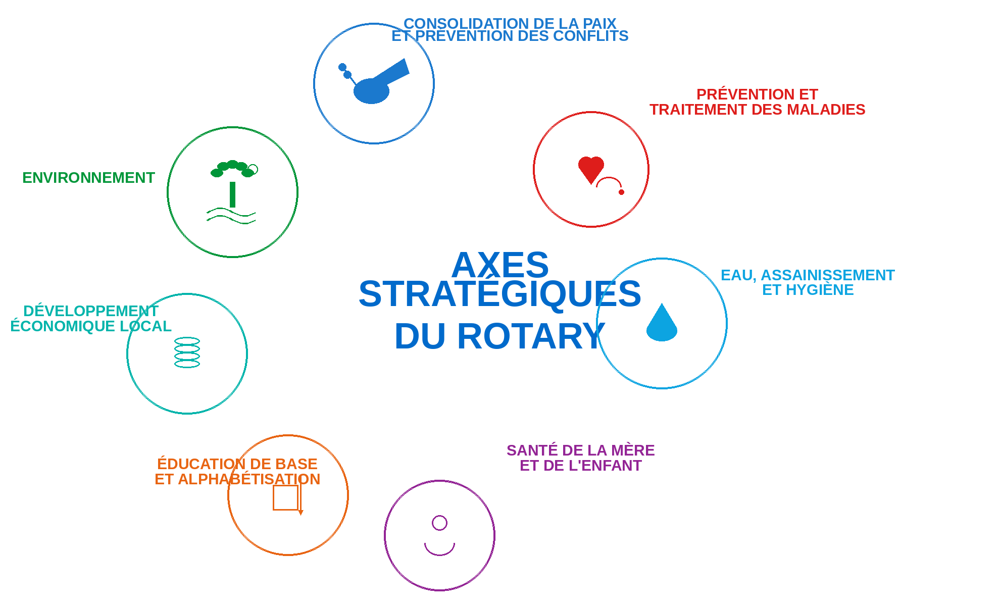 CONSOLIDATION DE LA PAIX
ET PRÉVENTION DES CONFLITS
PRÉVENTION ET
TRAITEMENT DES MALADIES
ENVIRONNEMENT
AXES
STRATÉGIQUES
DU ROTARY
EAU, ASSAINISSEMENT
ET HYGIÈNE
DÉVELOPPEMENT
ÉCONOMIQUE LOCAL
ÉDUCATION DE BASE
ET ALPHABÉTISATION
SANTÉ DE LA MÈRE
ET DE L'ENFANT